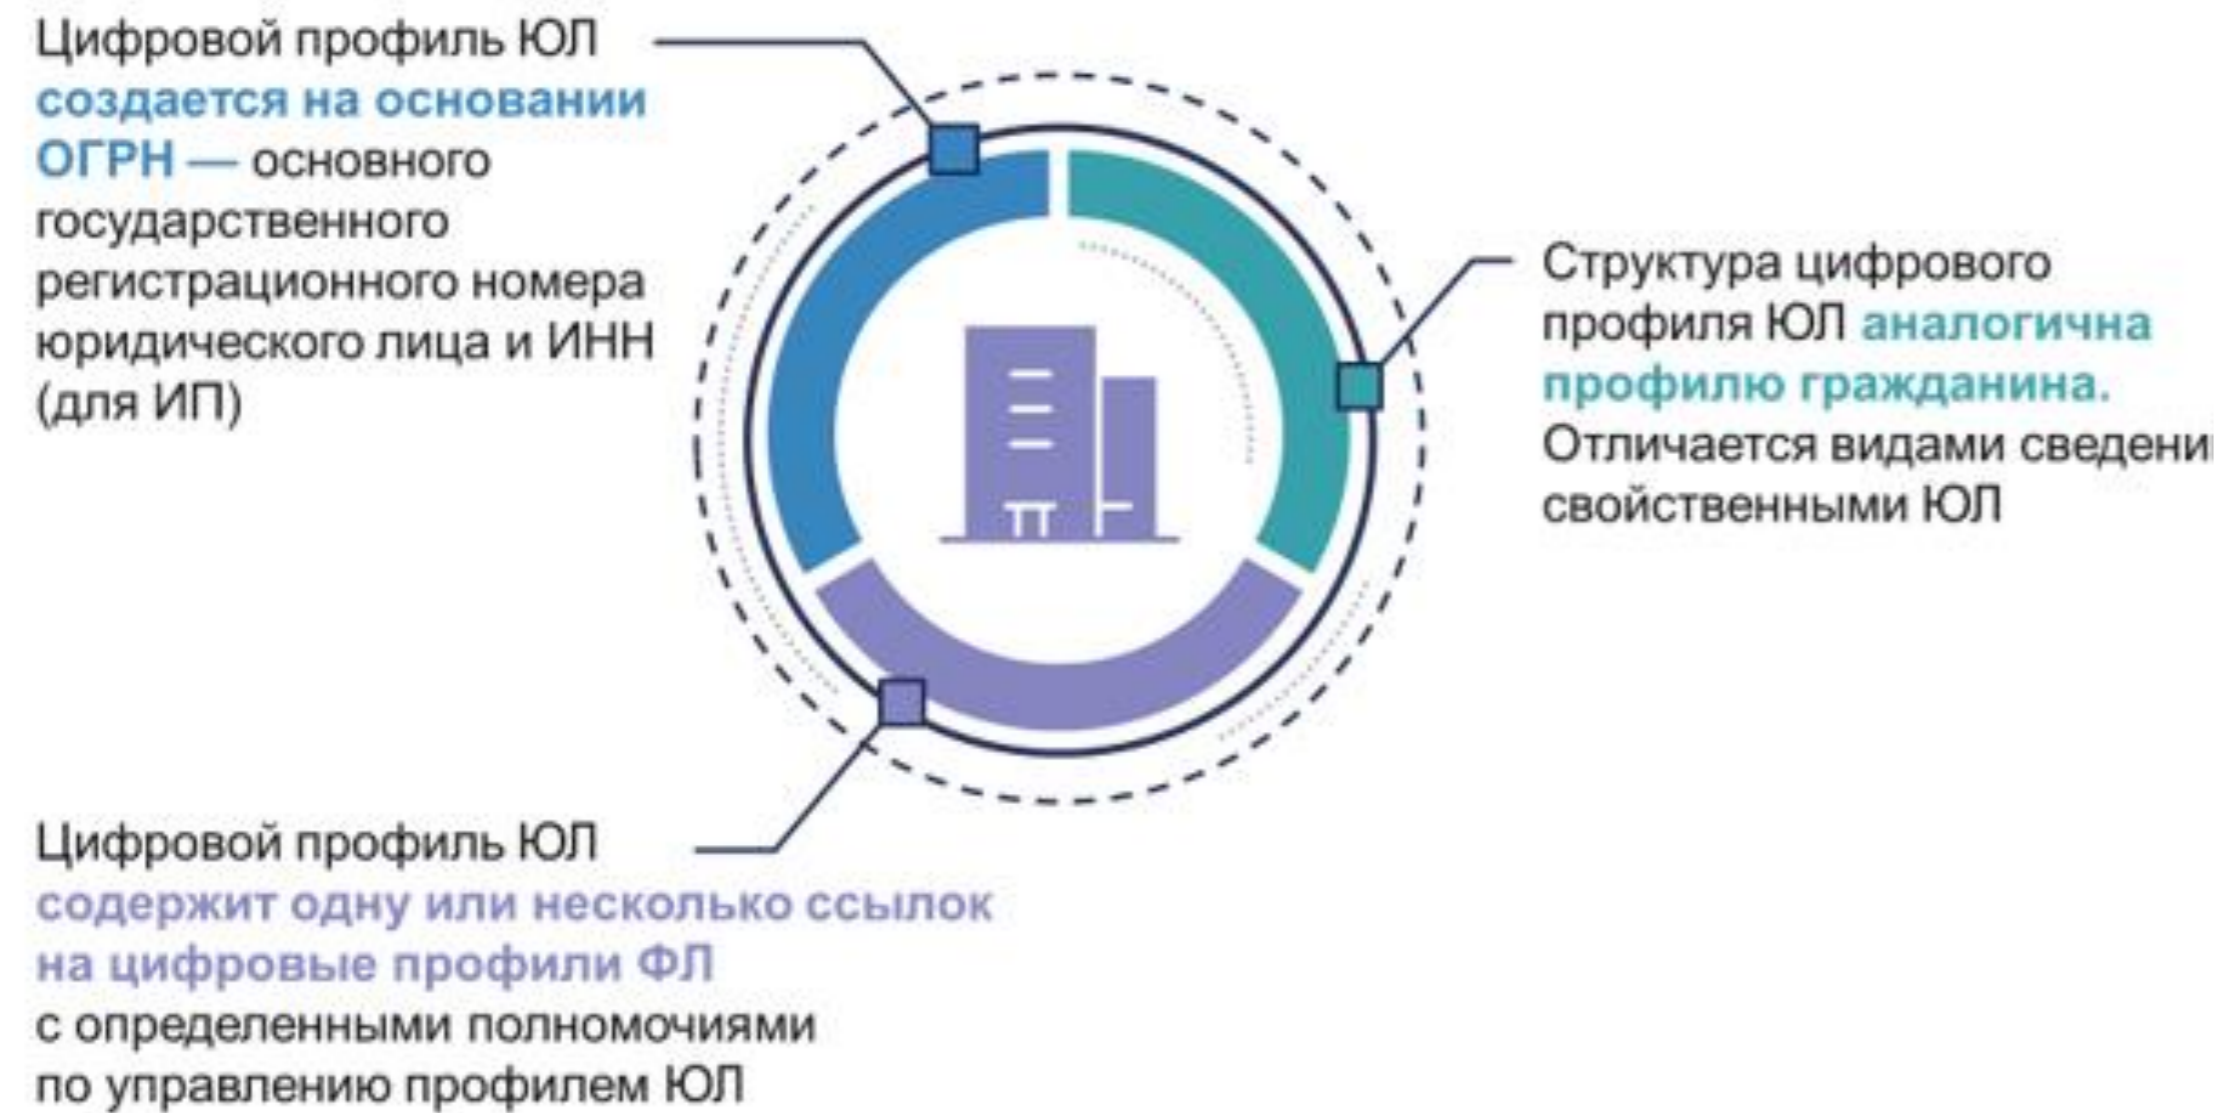 Цифровой профиль ЮЛ
создается на основании
ОГРН — основного
государственного
регистрационного номера
юридического лица и ИНН
(для ИП)
Структура цифрового
профиля ЮЛ аналогична
профилю гражданина.
Отличается видами
свойственными ЮЛ
Цифровой профиль ЮЛ
содержит одну или несколько ссылок
на цифровые профили ФЛ
с определенными полномочиями
по управлению профилем ЮЛ